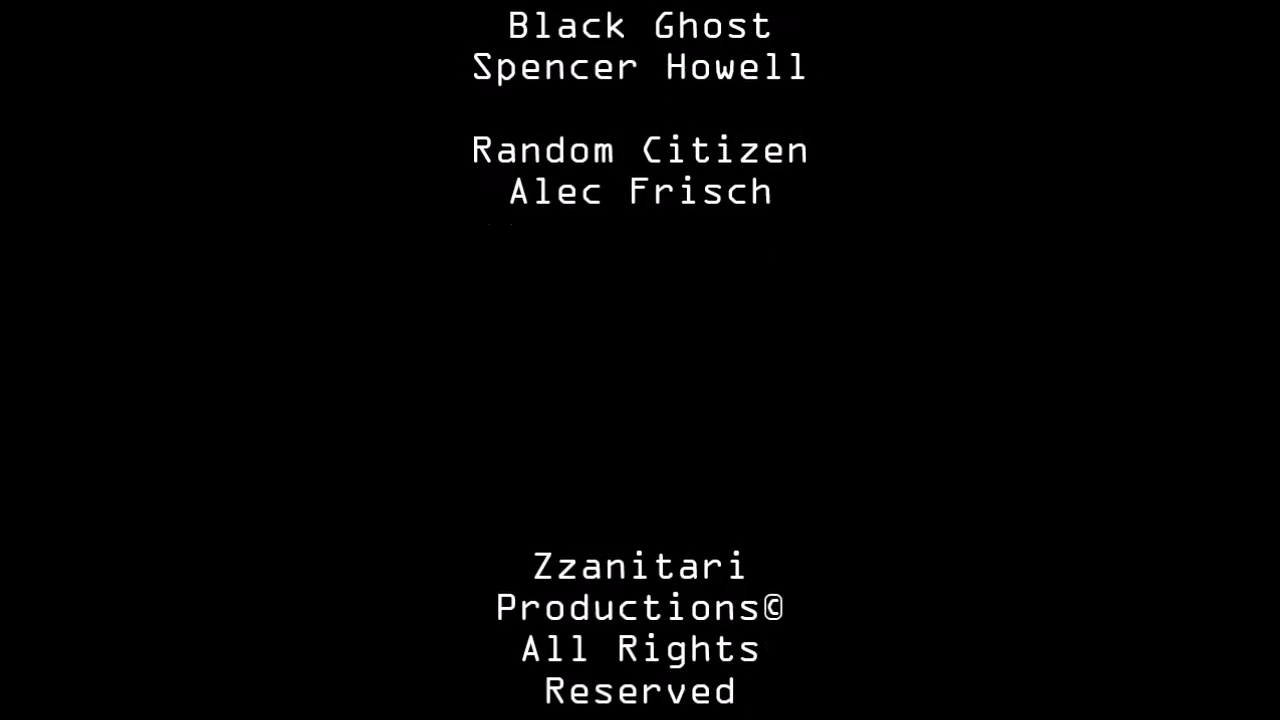 Black Ghost
Spencer Howell
Random Citizen
Alec Frisch
Zzanitari
Productions©
All Rights
Reserved